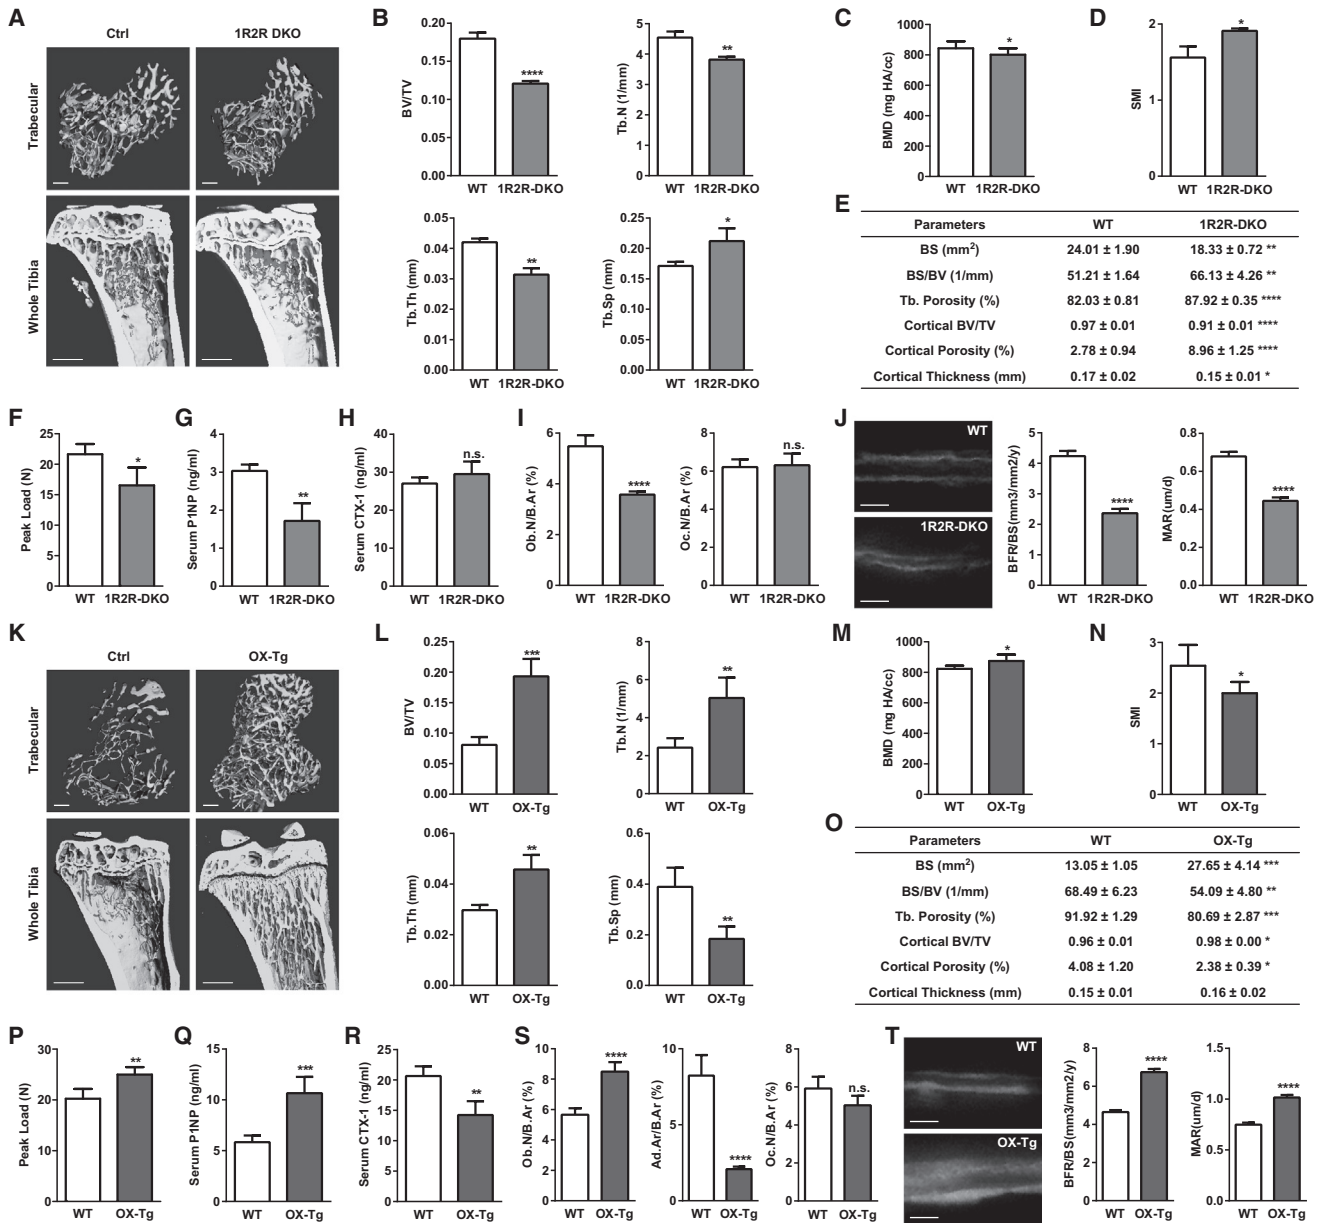 A
Ctrl
1R2R DKO
Trabecular
Whole Tibia
B
BV/TV
0.20
0.15
0.10
0.05
0.00
****
WT
1R2R-DKO
Tb.N (1/mm)
5
4
3
2
1
0
**
WT
1R2R-DKO
Tb.Th (mm)
0.05
0.04
0.03
0.02
0.01
0.00
**
WT
1R2R-DKO
Tb.Sp (mm)
0.25
0.20
0.15
0.10
0.05
0.00
*
WT
1R2R-DKO
C
BMD (mg HA/cc)
1000
800
600
400
200
0
*
WT
1R2R-DKO
D
SMI
2
1
0
*
WT
1R2R-DKO
E
Parameters WT 1R2R-DKO
BS (mm2) 24.01 ± 1.90 18.33 ± 0.72 **
BS/BV (1/mm) 51.21 ± 1.64 66.13 ± 4.26 **
Tb. Porosity (%) 82.03 ± 0.81 87.92 ± 0.35 ****
Cortical BV/TV 0.97 ± 0.01 0.91 ± 0.01 ****
Cortical Porosity (%) 2.78 ± 0.94 8.96 ± 1.25 ****
Cortical Thickness (mm) 0.17 ± 0.02 0.15 ± 0.01 *
F
Peak Load (N)
25
20
15
10
5
0
*
WT
1R2R-DKO
G
Serum P1NP (ng/ml)
4
3
2
1
0
**
WT
1R2R-DKO
H
Serum CTX-1 (ng/ml)
40
30
20
10
0
n.s.
WT
1R2R-DKO
I
Ob.N/B.Ar (%)
6
4
2
0
****
WT
1R2R-DKO
Oc.N/B.Ar (%)
8
6
4
2
0
n.s.
WT
1R2R-DKO
J
WT
1R2R-DKO
BFR/BS(mm3/mm2/y)
5
4
3
2
1
0
****
WT
1R2R-DKO
MAR(um/d)
0.8
0.6
0.4
0.2
0.0
****
WT
1R2R-DKO
K
Ctrl
OX-Tg
Trabecular
Whole Tibia
L
BV/TV
0.25
0.20
0.15
0.10
0.05
0.00
***
WT
OX-Tg
Tb.N (1/mm)
8
6
4
2
0
**
WT
OX-Tg
Tb.Th (mm)
0.06
0.04
0.02
0.00
**
WT
OX-Tg
Tb.Sp (mm)
0.6
0.4
0.2
0.0
**
WT
OX-Tg
M
BMD (mg HA/cc)
1000
800
600
400
200
0
*
WT
OX-Tg
N
SMI
3
2
1
0
*
WT
OX-Tg
O
Parameters WT OX-Tg
BS (mm2) 13.05 ± 1.05 27.65 ± 4.14 ***
BS/BV (1/mm) 68.49 ± 6.23 54.09 ± 4.80 **
Tb. Porosity (%) 91.92 ± 1.29 80.69 ± 2.87 ***
Cortical BV/TV 0.96 ± 0.01 0.98 ± 0.00 *
Cortical Porosity (%) 4.08 ± 1.20 2.38 ± 0.39 *
Cortical Thickness (mm) 0.15 ± 0.01 0.16 ± 0.02
P
Peak Load (N)
30
20
10
0
**
WT
OX-Tg
Q
Serum P1NP (ng/ml)
15
10
5
0
***
WT
OX-Tg
R
Serum CTX-1 (ng/ml)
25
20
15
10
5
0
**
WT
OX-Tg
S
Ob.N/B.Ar (%)
10
8
6
4
2
0
****
WT
OX-Tg
Ad.Ar/B.Ar (%)
10
5
0
****
WT
OX-Tg
Oc.N/B.Ar (%)
8
6
4
2
0
n.s.
WT
OX-Tg
T
WT
OX-Tg
BFR/BS(mm3/mm2/y)
8
6
4
2
0
****
WT
OX-Tg
MAR(um/d)
1.5
1.0
0.5
0.0
****
WT
OX-Tg